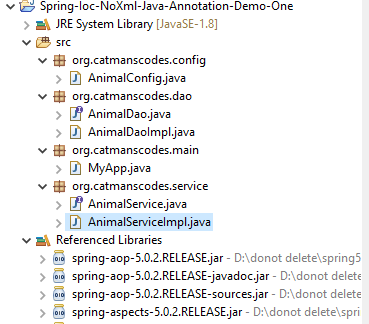 Spring-Ioc-NoXml-Java-Annotation-Demo-One
JRE System Library [JavaSE-1.8]
src
org.catmanscodes.config
AnimalConfig.java
org.catmanscodes.dao
AnimalDao.java
AnimalDaoImpl.java
org.catmanscodes.main
MyApp.java
org.catmanscodes.service
AnimalService.java
AnimalServiceImpl.java
Referenced Libraries
spring-aop-5.0.2.RELEASE.jar - D:\donot delete\spring5
spring-aop-5.0.2.RELEASE-javadoc.jar - D:\donot
spring-aop-5.0.2.RELEASE-sources.jar - D:\donot d
spring-aspects-5.0.2.RELEASE.jar - D:\donot delete